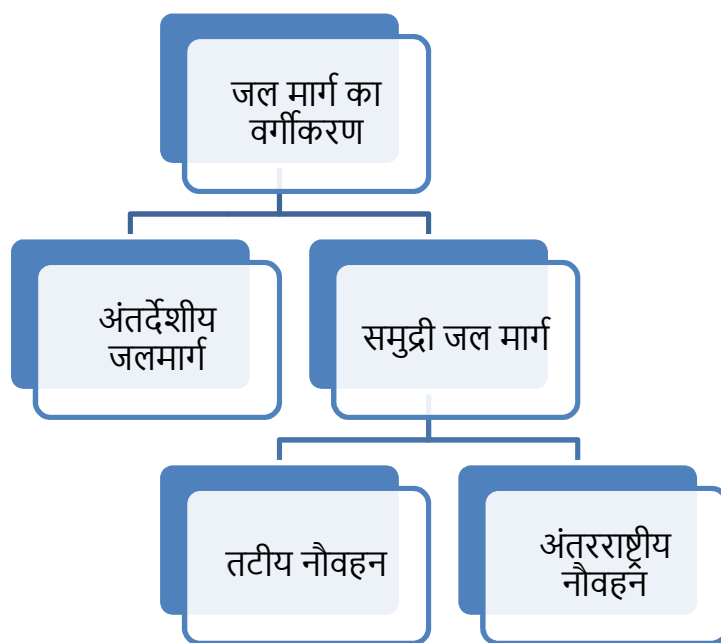 जल मार्ग का
वर्गीकरण
अंतर्देशीय
जलमार्ग
समुद्री जल मार्ग
तटीय नौवहन
अंतरराष्ट्रीय
नौवहन